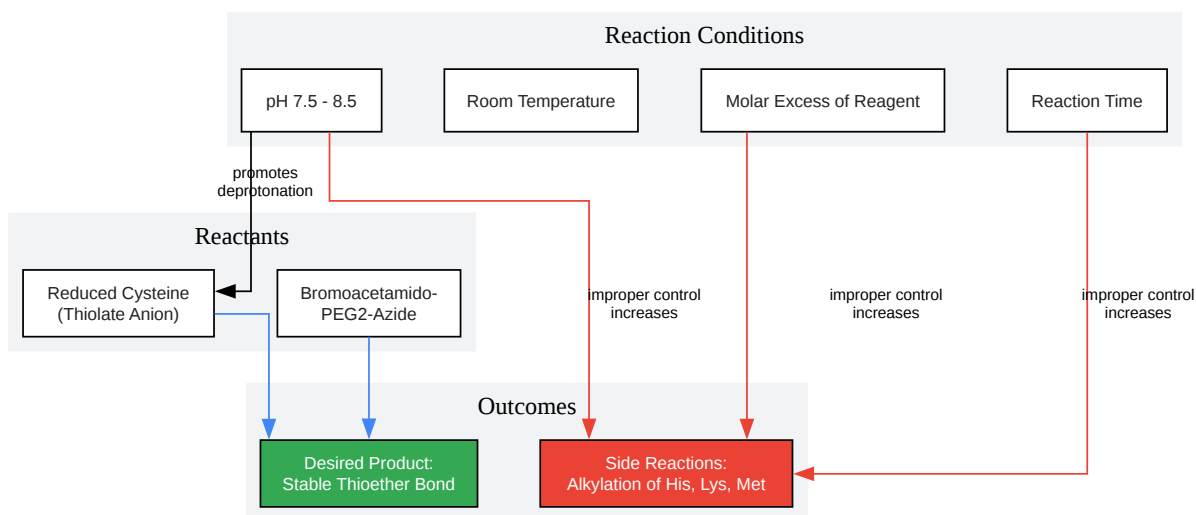 Reaction Conditions
pH 7.5 - 8.5
Room Temperature
Molar Excess of Reagent
Reaction Time
promotes
deprotonation
Reactants
Reduced Cysteine
(Thiolate Anion)
Bromoacetamido-
PEG2-Azide
improper control
increases
improper control
increases
improper control
increases
Outcomes
Desired Product:
Stable Thioether Bond
Side Reactions:
Alkylation of His, Lys, Met